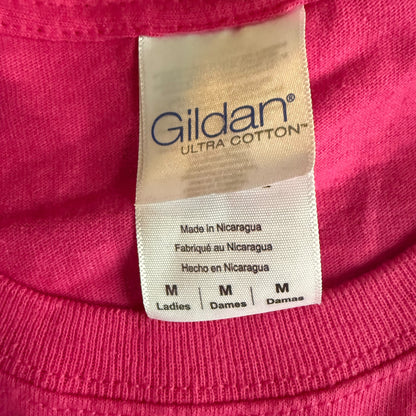 Gildan®
ULTRA COTTON™
Made in Nicaragua
Fabriqué au Nicaragua
Hecho en Nicaragua
M | M | M
Ladies | Dames | Damas